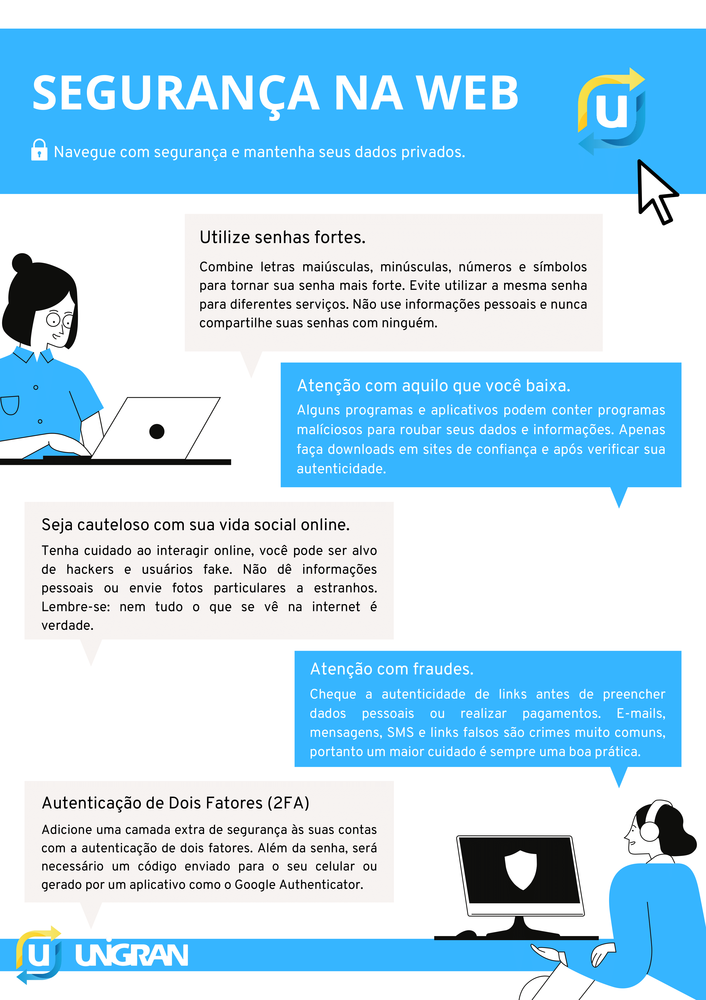 SEGURANÇA NA WEB
u
Navegue com segurança e mantenha seus dados privados.
Utilize senhas fortes.
Combine letras maiúsculas, minúsculas, números e símbolos
para tornar sua senha mais forte. Evite utilizar a mesma senha
para diferentes serviços. Não use informações pessoais e nunca
compartilhe suas senhas com ninguém.
Atenção com aquilo que você baixa.
Alguns programas e aplicativos podem conter programas
malíciosos para roubar seus dados e informações. Apenas
faça downloads em sites de confiança e após verificar sua
autenticidade.
Seja cauteloso com sua vida social online.
Tenha cuidado ao interagir online, você pode ser alvo
de hackers e usuários fake. Não dê informações
pessoais ou envie fotos particulares a estranhos.
Lembre-se: nem tudo o que se vê na internet é
verdade.
Atenção com fraudes.
Cheque a autenticidade de links antes de preencher
dados pessoais ou realizar pagamentos. E-mails,
mensagens, SMS e links falsos são crimes muito comuns,
portanto um maior cuidado é sempre uma boa prática.
Autenticação de Dois Fatores (2FA)
Adicione uma camada extra de segurança às suas contas
com a autenticação de dois fatores. Além da senha, será
necessário um código enviado para o seu celular ou
gerado por um aplicativo como o Google Authenticator.
u UNiGRAN